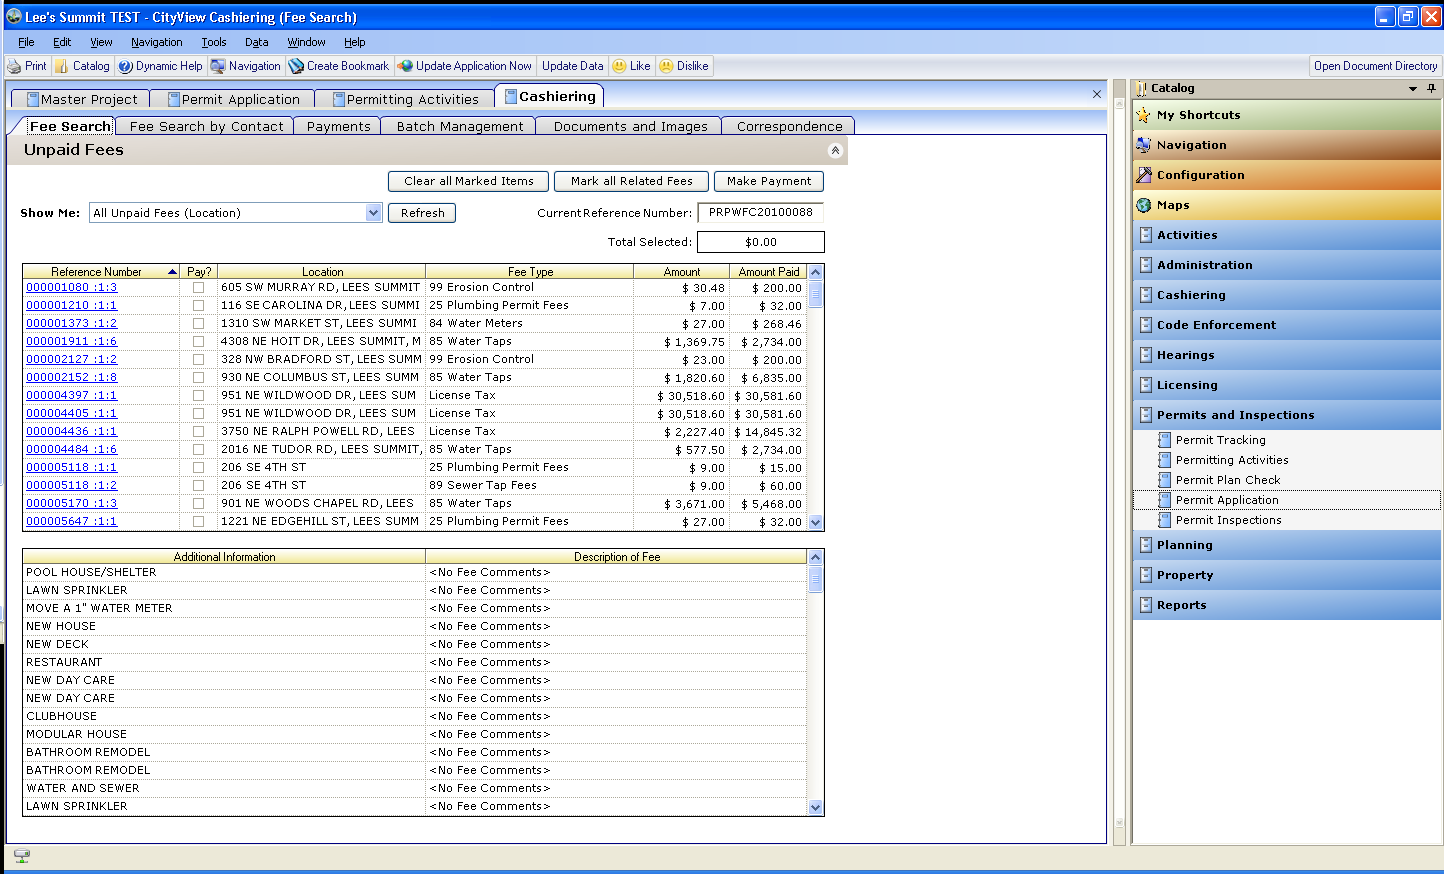 Lee's Summit TEST - CityView Cashiering (Fee Search)
File Edit View Navigation Tools Data Window Help
Print Catalog Dynamic Help Navigation Create Bookmark Update Application Now Update Data Like Dislike Open Document Directory
Master Project Permit Application Permitting Activities Cashiering
Fee Search Fee Search by Contact Payments Batch Management Documents and Images Correspondence
Unpaid Fees
Clear all Marked Items Mark all Related Fees Make Payment
Show Me: All Unpaid Fees (Location) Refresh Current Reference Number: PRPWFC20100088
Total Selected: $0.00
Reference Number Pay? Location Fee Type Amount Amount Paid
000001080 :1:3 605 SW MURRAY RD, LEES SUMMIT 99 Erosion Control $ 30.48 $ 200.00
000001210 :1:1 116 SE CAROLINA DR, LEES SUMMI 25 Plumbing Permit Fees $ 7.00 $ 32.00
000001373 :1:2 1310 SW MARKET ST, LEES SUMMI 84 Water Meters $ 27.00 $ 268.46
000001911 :1:6 4308 NE HOIT DR, LEES SUMMIT, M 85 Water Taps $ 1,369.75 $ 2,734.00
000002127 :1:2 328 NW BRADFORD ST, LEES SUMM 99 Erosion Control $ 23.00 $ 200.00
000002152 :1:8 930 NE COLUMBUS ST, LEES SUMM 85 Water Taps $ 1,820.60 $ 6,835.00
000004397 :1:1 951 NE WILDWOOD DR, LEES SUM License Tax $ 30,518.60 $ 30,581.60
000004405 :1:1 951 NE WILDWOOD DR, LEES SUM License Tax $ 30,518.60 $ 30,581.60
000004436 :1:1 3750 NE RALPH POWELL RD, LEES License Tax $ 2,227.40 $ 14,845.32
000004484 :1:6 2016 NE TUDOR RD, LEES SUMMIT, 85 Water Taps $ 577.50 $ 2,734.00
000005118 :1:1 206 SE 4TH ST 25 Plumbing Permit Fees $ 9.00 $ 15.00
000005118 :1:2 206 SE 4TH ST 89 Sewer Tap Fees $ 9.00 $ 60.00
000005170 :1:3 901 NE WOODS CHAPEL RD, LEES 85 Water Taps $ 3,671.00 $ 5,468.00
000005647 :1:1 1221 NE EDGEHILL ST, LEES SUMM 25 Plumbing Permit Fees $ 27.00 $ 32.00
Additional Information Description of Fee
POOL HOUSE/SHELTER <No Fee Comments>
LAWN SPRINKLER <No Fee Comments>
MOVE A 1" WATER METER <No Fee Comments>
NEW HOUSE <No Fee Comments>
NEW DECK <No Fee Comments>
RESTAURANT <No Fee Comments>
NEW DAY CARE <No Fee Comments>
NEW DAY CARE <No Fee Comments>
CLUBHOUSE <No Fee Comments>
MODULAR HOUSE <No Fee Comments>
BATHROOM REMODEL <No Fee Comments>
BATHROOM REMODEL <No Fee Comments>
WATER AND SEWER <No Fee Comments>
LAWN SPRINKLER <No Fee Comments>
Catalog
My Shortcuts
Navigation
Configuration
Maps
Activities
Administration
Cashiering
Code Enforcement
Hearings
Licensing
Permits and Inspections
Permit Tracking
Permitting Activities
Permit Plan Check
Permit Application
Permit Inspections
Planning
Property
Reports